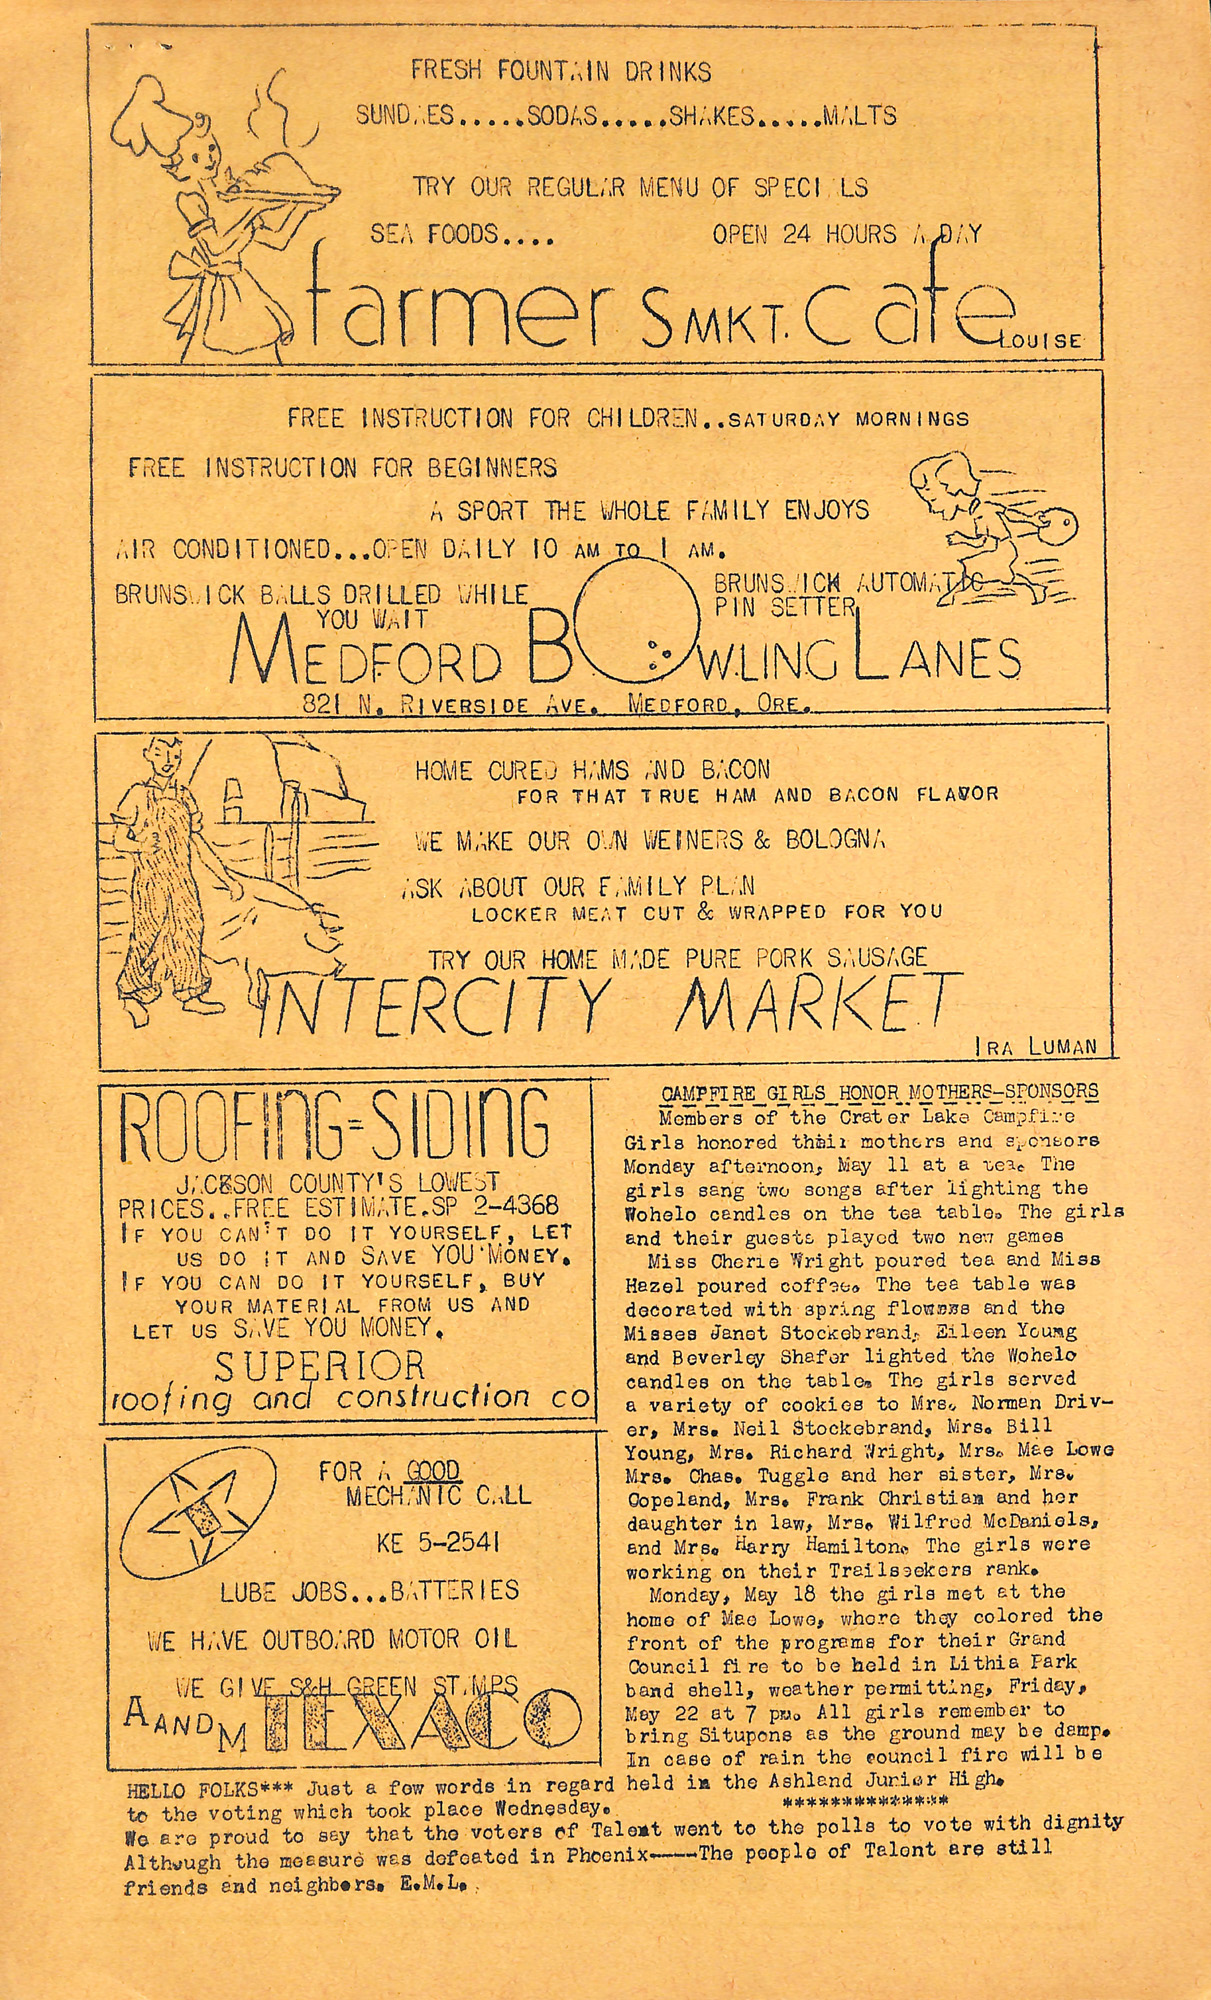 FRESH FOUNTAIN DRINKS
SUNDAES.....SODAS.....SHAKES.....MALTS
TRY OUR REGULAR MENU OF SPECIALS
SEA FOODS.... OPEN 24 HOURS A DAY
farmer SMKT. cafe LOUISE
FREE INSTRUCTION FOR CHILDREN..SATURDAY MORNINGS
FREE INSTRUCTION FOR BEGINNERS
A SPORT THE WHOLE FAMILY ENJOYS
AIR CONDITIONED...OPEN DAILY 10 AM TO 1 AM.
BRUNSWICK BALLS DRILLED WHILE
YOU WAIT
BRUNSWICK AUTOMATIC
PIN SETTER
MEDFORD BOWLING LANES
821 N. RIVERSIDE AVE. MEDFORD, ORE.
HOME CURED HAMS AND BACON
FOR THAT TRUE HAM AND BACON FLAVOR
WE MAKE OUR OWN WEINERS & BOLOGNA
ASK ABOUT OUR FAMILY PLAN
LOCKER MEAT CUT & WRAPPED FOR YOU
TRY OUR HOME MADE PURE PORK SAUSAGE
INTERCITY MARKET
IRA LUMAN
ROOFING=SIDING
JACKSON COUNTY'S LOWEST
PRICES..FREE ESTIMATE.SP 2-4368
IF YOU CAN'T DO IT YOURSELF, LET
US DO IT AND SAVE YOU MONEY.
IF YOU CAN DO IT YOURSELF, BUY
YOUR MATERIAL FROM US AND
LET US SAVE YOU MONEY.
SUPERIOR
roofing and construction co
FOR A GOOD
MECHANIC CALL
KE 5-2541
LUBE JOBS...BATTERIES
WE HAVE OUTBOARD MOTOR OIL
WE GIVE S&H GREEN STAMPS
A AND M TEXACO
CAMPFIRE GIRLS HONOR MOTHERS-SPONSORS
Members of the Crater Lake Campfire
Girls honored their mothers and sponsors
Monday afternoon, May 11 at a tea. The
girls sang two songs after lighting the
Wohelo candles on the tea table. The girls
and their guests played two new games
Miss Cherie Wright poured tea and Miss
Hazel poured coffee. The tea table was
decorated with spring flowers and the
Misses Janet Stockebrand, Eileen Young
and Beverley Shafer lighted the Wohelo
candles on the table. The girls served
a variety of cookies to Mrs. Norman Driv-
er, Mrs. Neil Stockebrand, Mrs. Bill
Young, Mrs. Richard Wright, Mrs. Mae Lowe
Mrs. Chas. Tuggle and her sister, Mrs.
Copeland, Mrs. Frank Christian and her
daughter in law, Mrs. Wilfred McDaniels,
and Mrs. Harry Hamilton. The girls were
working on their Trailseekers rank.
Monday, May 18 the girls met at the
home of Mae Lowe, where they colored the
front of the programs for their Grand
Council fire to be held in Lithia Park
band shell, weather permitting, Friday,
May 22 at 7 pm. All girls remember to
bring Situpons as the ground may be damp.
In case of rain the council fire will be
held in the Ashland Junior High.
**************
HELLO FOLKS*** Just a few words in regard
to the voting which took place Wednesday.
We are proud to say that the voters of Talent went to the polls to vote with dignity
Although the measure was defeated in Phoenix----The people of Talent are still
friends and neighbors. E.M.L.